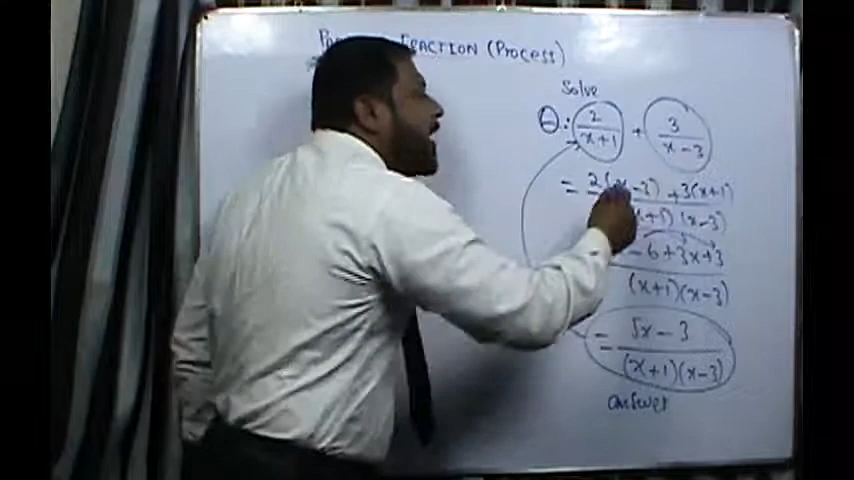 FRACTION (Process)
Solve
2/(x+1) + 3/(x-3)
= 2(x-3) + 3(x+1)
(x+1) (x-3)
- 6 + 3x + 3
(x+1)(x-3)
= 5x - 3
(x+1)(x-3)
answer